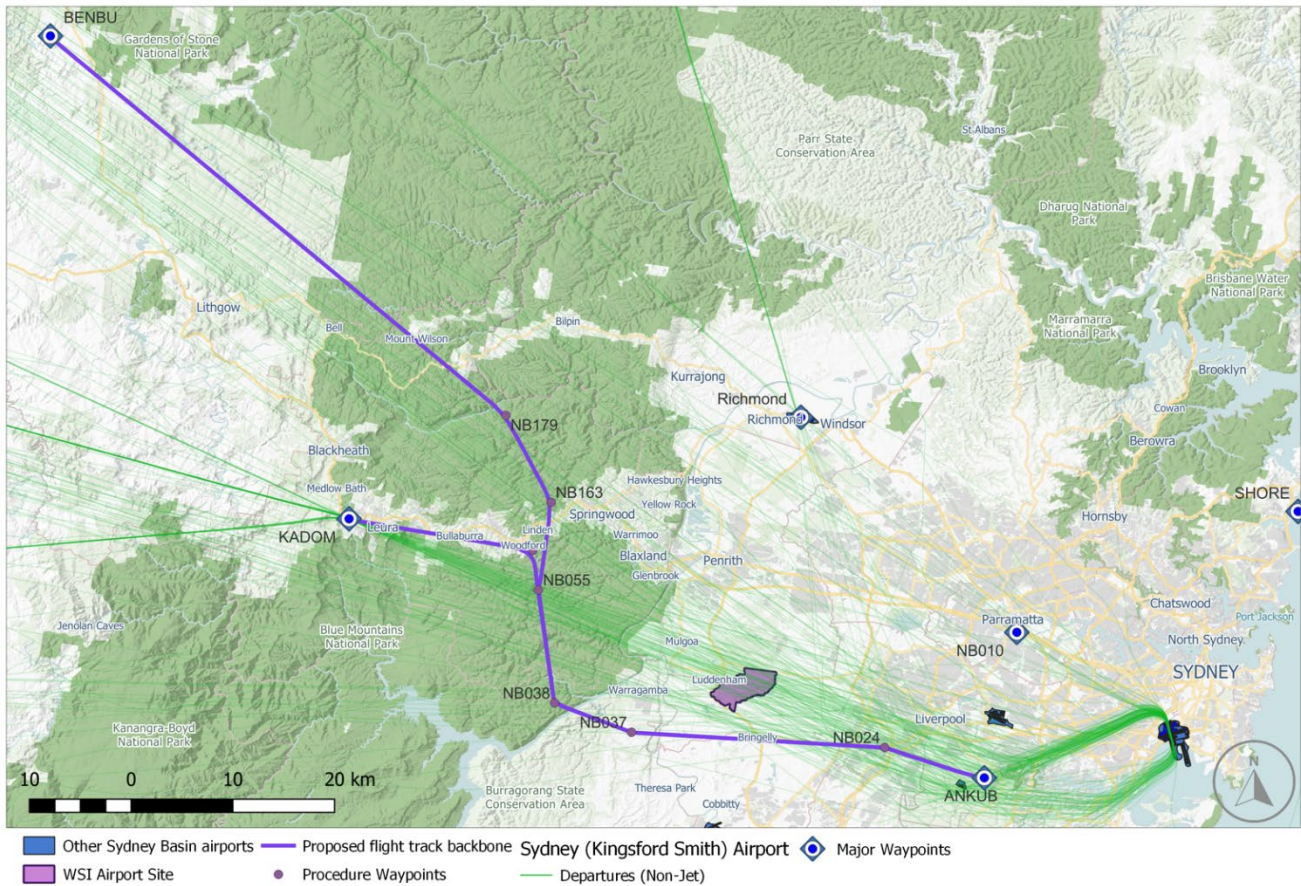 BENBU
Gardens of Stone
National Park
St Albans
Parr State
Conservation Area
Dharug National
Park
Brisbane Water
National Park
Lithgow
Bell
Mount Wilson
Bilpin
Marramarra
National Park
Kurrajong
Brooklyn
Richmond
Richmond
Windsor
Cowan
Berowra
NB179
Blackheath
Medlow Bath
Hawkesbury Heights
NB163
Yellow Rock
SHORE
Springwood
Hornsby
KADOM
Leura
Bullaburra
Linden
Warrimoo
Woodford
Blaxland
Penrith
Glenbrook
NB055
Chatswood
Port Jackson
Parramatta
Jenolan Caves
Blue Mountains
National Park
Mulgoa
NB010
North Sydney
SYDNEY
Luddenham
NB038
Warragamba
Liverpool
NB037
Kanangra-Boyd
National Park
Bringelly
NB024
N
10 0 10 20 km
Burragorang State
Conservation Area
Theresa Park
ANKUB
Cobbitty
Other Sydney Basin airports
Proposed flight track backbone
Sydney (Kingsford Smith) Airport
Major Waypoints
WSI Airport Site
Procedure Waypoints
Departures (Non-Jet)